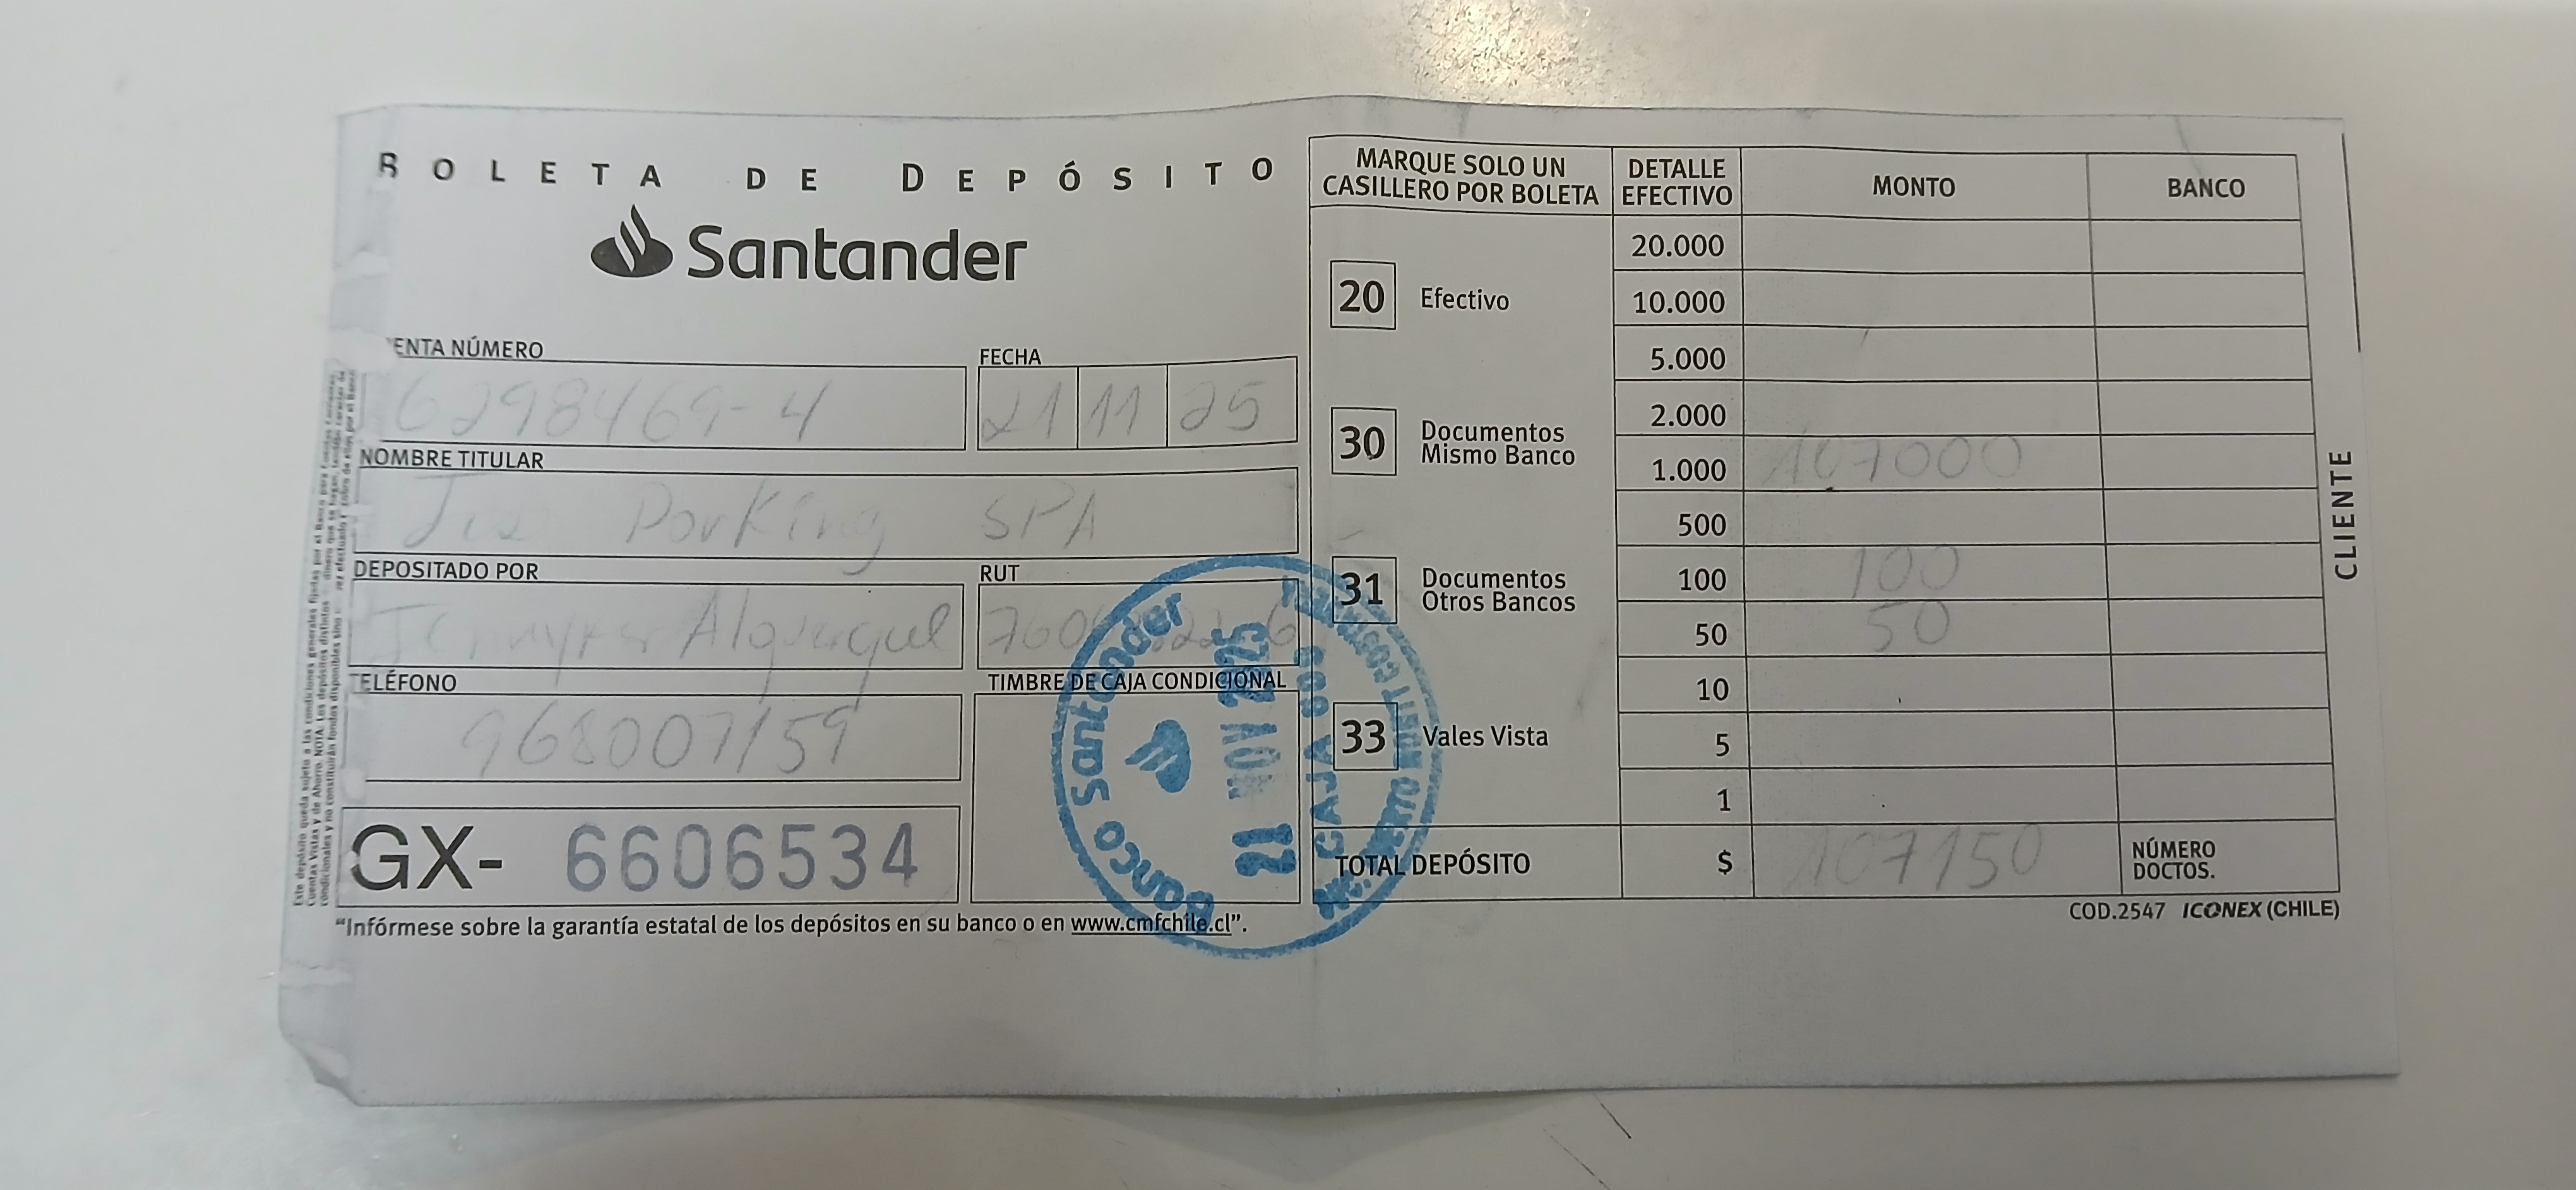 BOLETA DE DEPÓSITO
Santander
ENTA NÚMERO
6298469-4
FECHA
21 11 25
NOMBRE TITULAR
Jis Parking SPA
DEPOSITADO POR
RUT
TELÉFONO
968007159
TIMBRE DE CAJA CONDICIONAL
GX- 6606534
"Infórmese sobre la garantía estatal de los depósitos en su banco o en www.cmfchile.cl".
MARQUE SOLO UN CASILLERO POR BOLETA
20 Efectivo
30 Documentos Mismo Banco
31 Documentos Otros Bancos
33 Vales Vista
DETALLE EFECTIVO MONTO BANCO
20.000
10.000
5.000
2.000
1.000 107000
500
100 100
50 50
10
5
1
TOTAL DEPÓSITO $ 107150 NÚMERO DOCTOS.
COD.2547 ICONEX (CHILE)
CLIENTE
Banco Santander
21 NOV 2025
CAJA